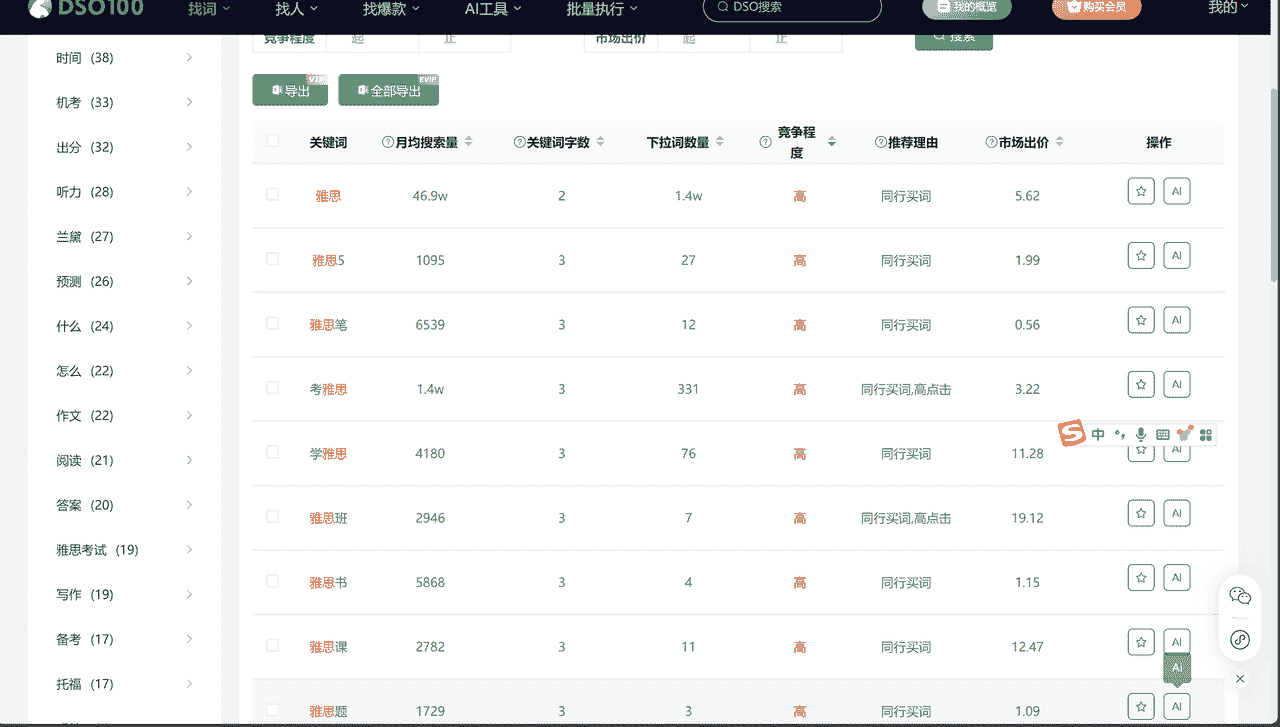 DSO100 找词 找人 找爆款 AI工具 批量执行 DSO搜索 我的概览 购买会员 我的
竞争程度 起 止 市场出价 起 止 搜索
导出 VIP 全部导出 EVIP
时间 (38)
机考 (33)
出分 (32)
听力 (28)
兰黛 (27)
预测 (26)
什么 (24)
怎么 (22)
作文 (22)
阅读 (21)
答案 (20)
雅思考试 (19)
写作 (19)
备考 (17)
托福 (17)
关键词 月均搜索量 关键词字数 下拉词数量 竞争程度 推荐理由 市场出价 操作
雅思 46.9w 2 1.4w 高 同行买词 5.62 AI
雅思5 1095 3 27 高 同行买词 1.99 AI
雅思笔 6539 3 12 高 同行买词 0.56 AI
考雅思 1.4w 3 331 高 同行买词,高点击 3.22 AI
中
学雅思 4180 3 76 高 同行买词 11.28 AI
雅思班 2946 3 7 高 同行买词,高点击 19.12 AI
雅思书 5868 3 4 高 同行买词 1.15 AI
雅思课 2782 3 11 高 同行买词 12.47 AI
AI
雅思题 1729 3 3 高 同行买词 1.09 AI